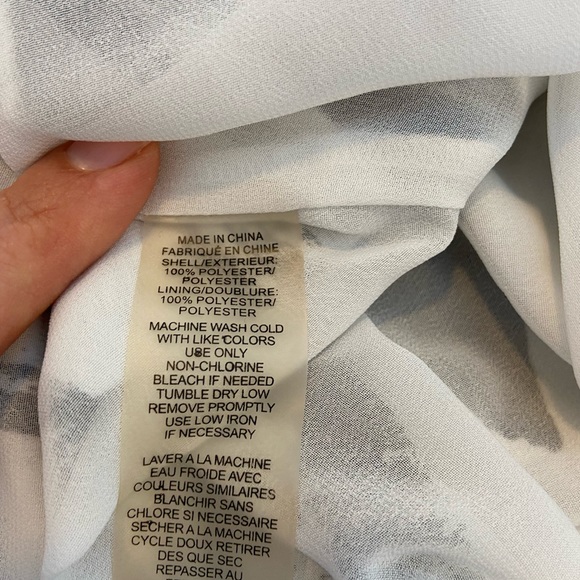 MADE IN CHINA
FABRIQUÉ EN CHINE
SHELL/EXTERIEUR:
100% POLYESTER/
POLYESTER
LINING/DOUBLURE:
100% POLYESTER/
POLYESTER
MACHINE WASH COLD
WITH LIKE COLORS
USE ONLY
NON-CHLORINE
BLEACH IF NEEDED
TUMBLE DRY LOW
REMOVE PROMPTLY
USE LOW IRON
IF NECESSARY
LAVER A LA MACHINE
EAU FROIDE AVEC
COULEURS SIMILAIRES
BLANCHIR SANS
CHLORE SI NECESSAIRE
SECHER A LA MACHINE
CYCLE DOUX RETIRER
DES QUE SEC
REPASSER AU